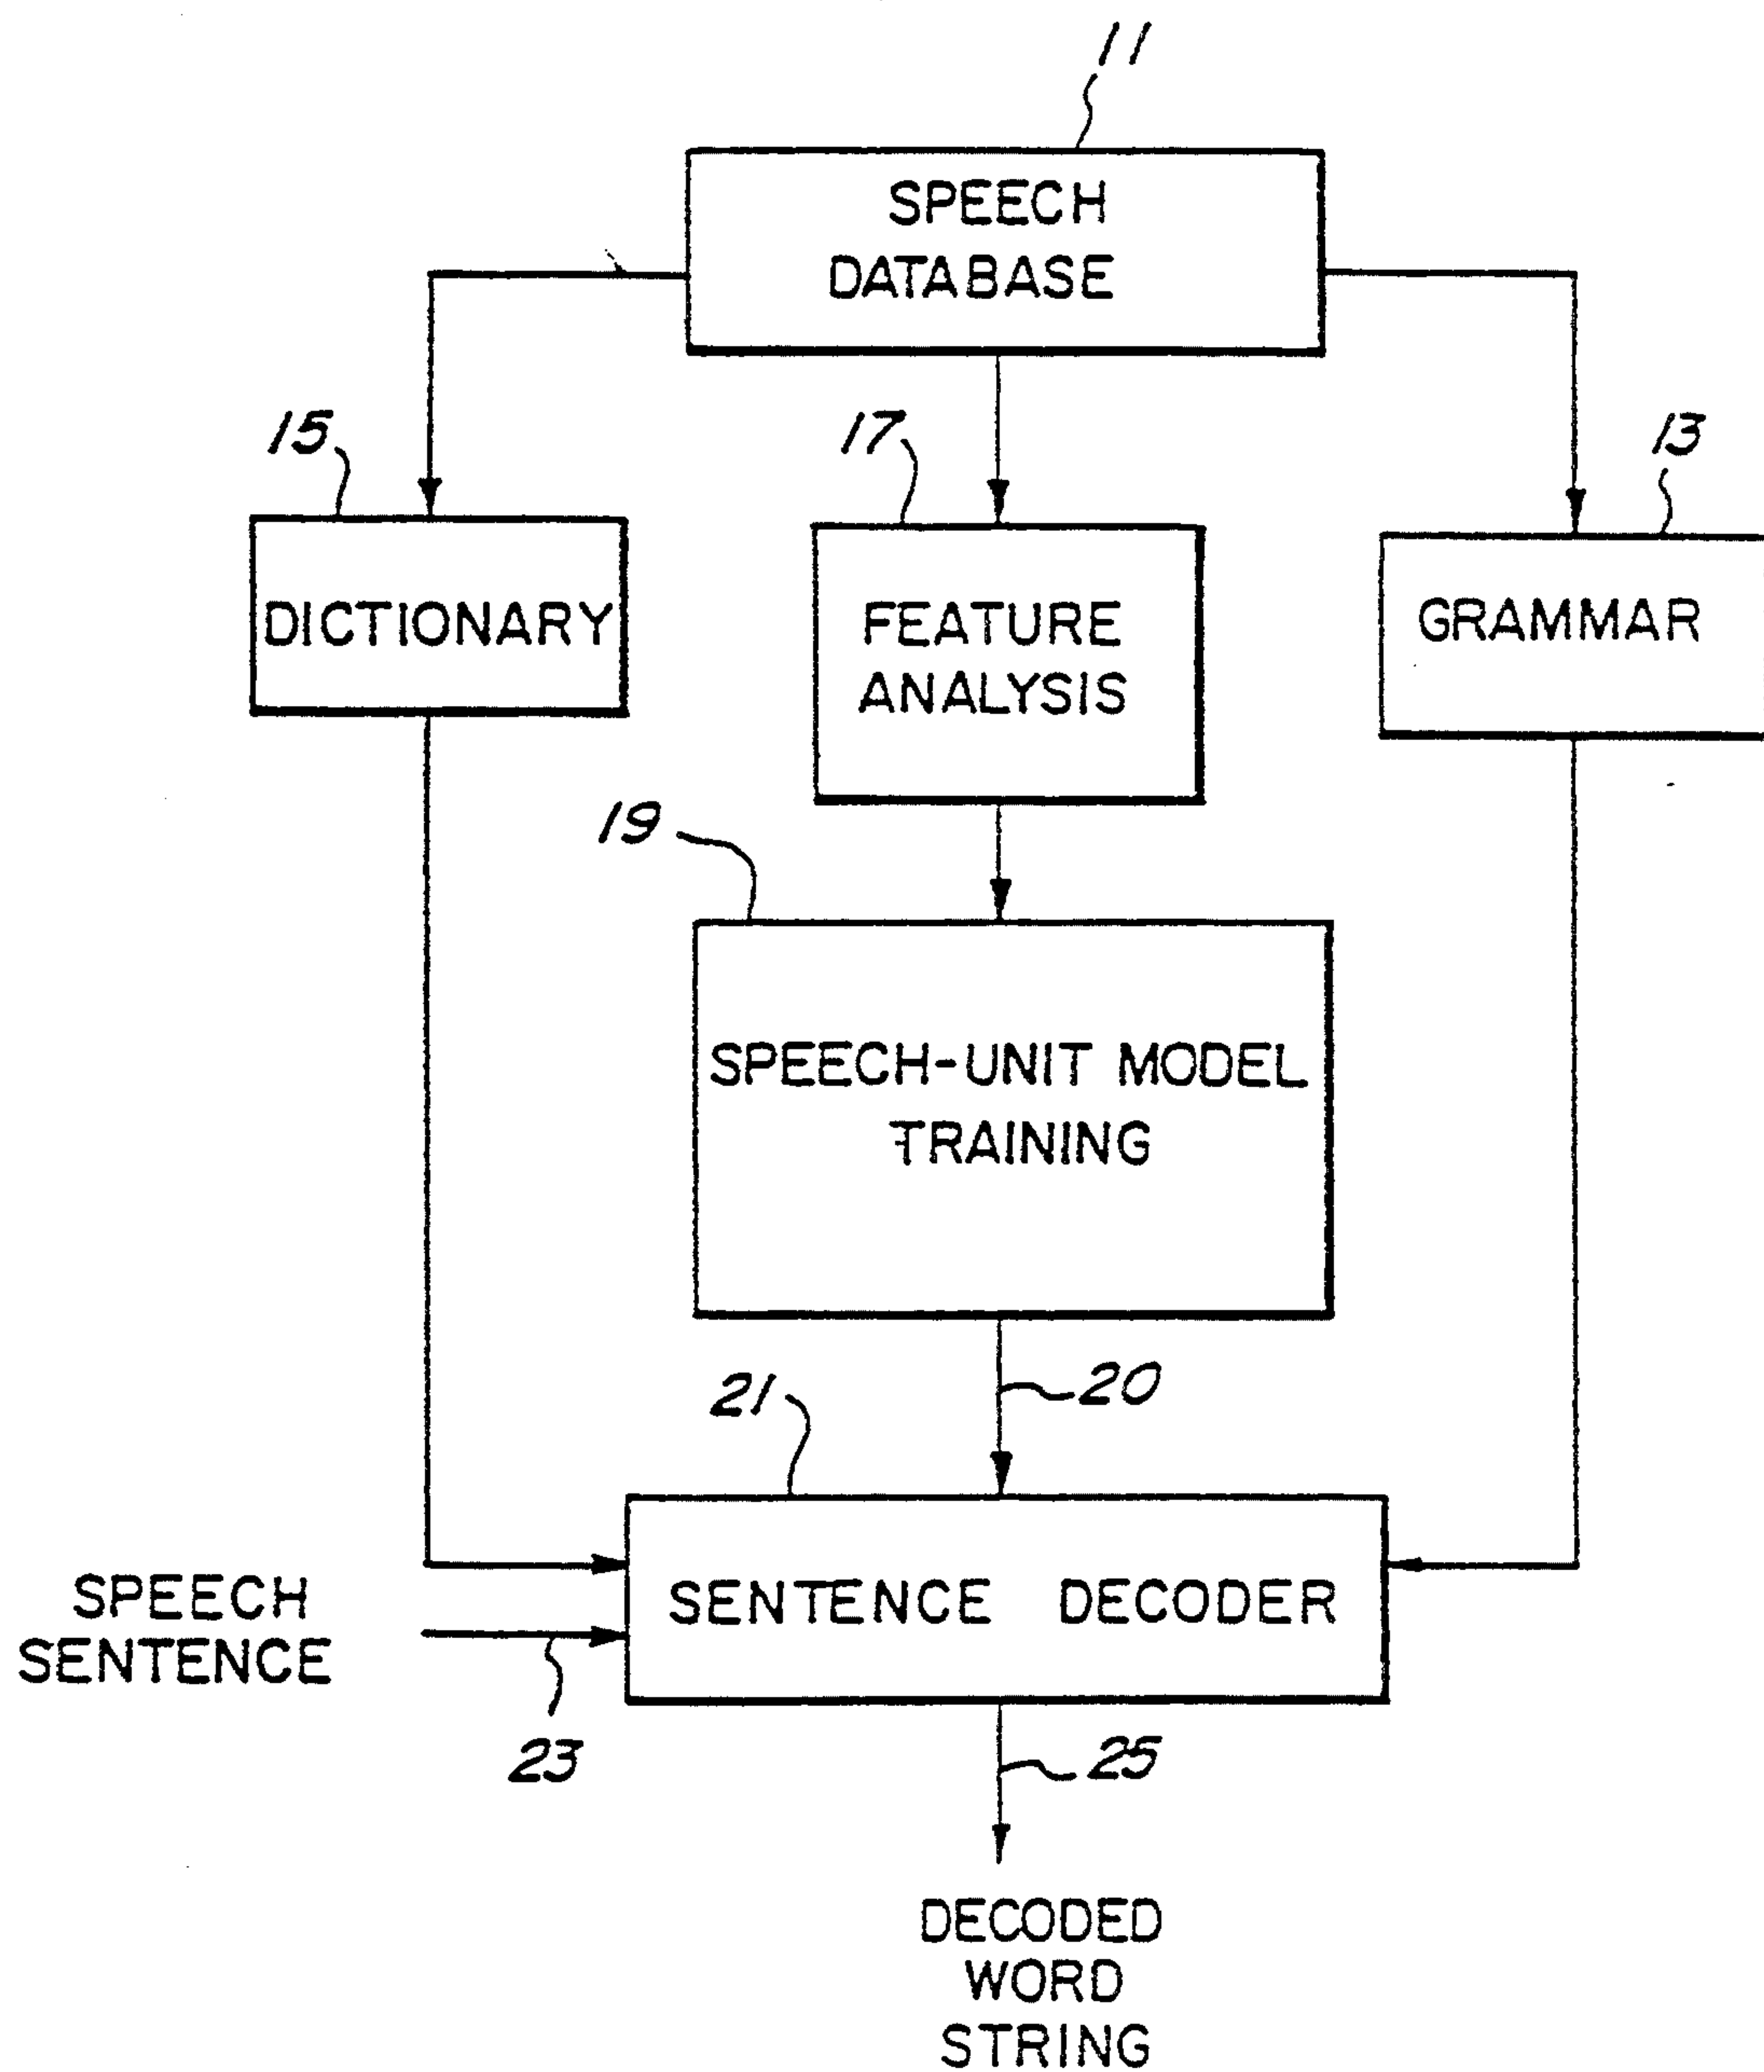 11
SPEECH
DATABASE
15
17
13
DICTIONARY
FEATURE
ANALYSIS
GRAMMAR
19
SPEECH-UNIT MODEL
TRAINING
20
21
SPEECH
SENTENCE
SENTENCE DECODER
23
25
DECODED
WORD
STRING